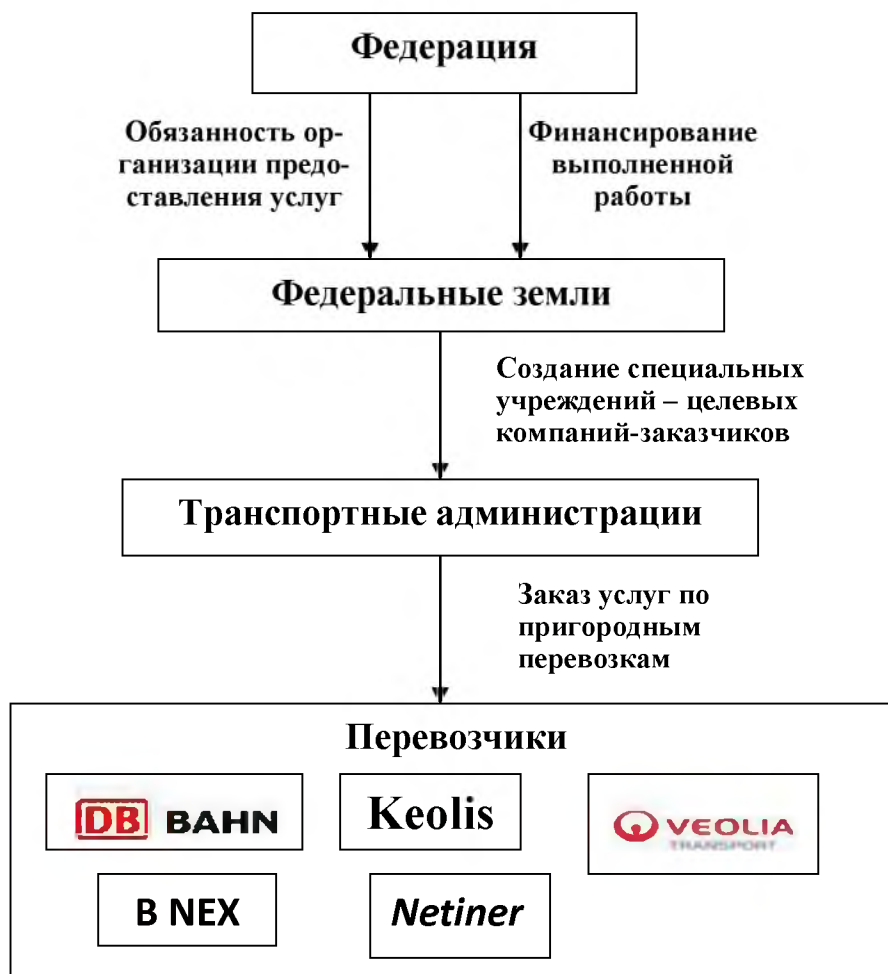 Федерация
Обязанность ор-
ганизации предо-
ставления услуг
Финансирование
выполненной
работы
Федеральные земли
Создание специальных
учреждений – целевых
компаний-заказчиков
Транспортные администрации
Заказ услуг по
пригородным
перевозкам
Перевозчики
DB BAHN
Keolis
VEOLIA
TRANSPORT
B NEX
Netiner